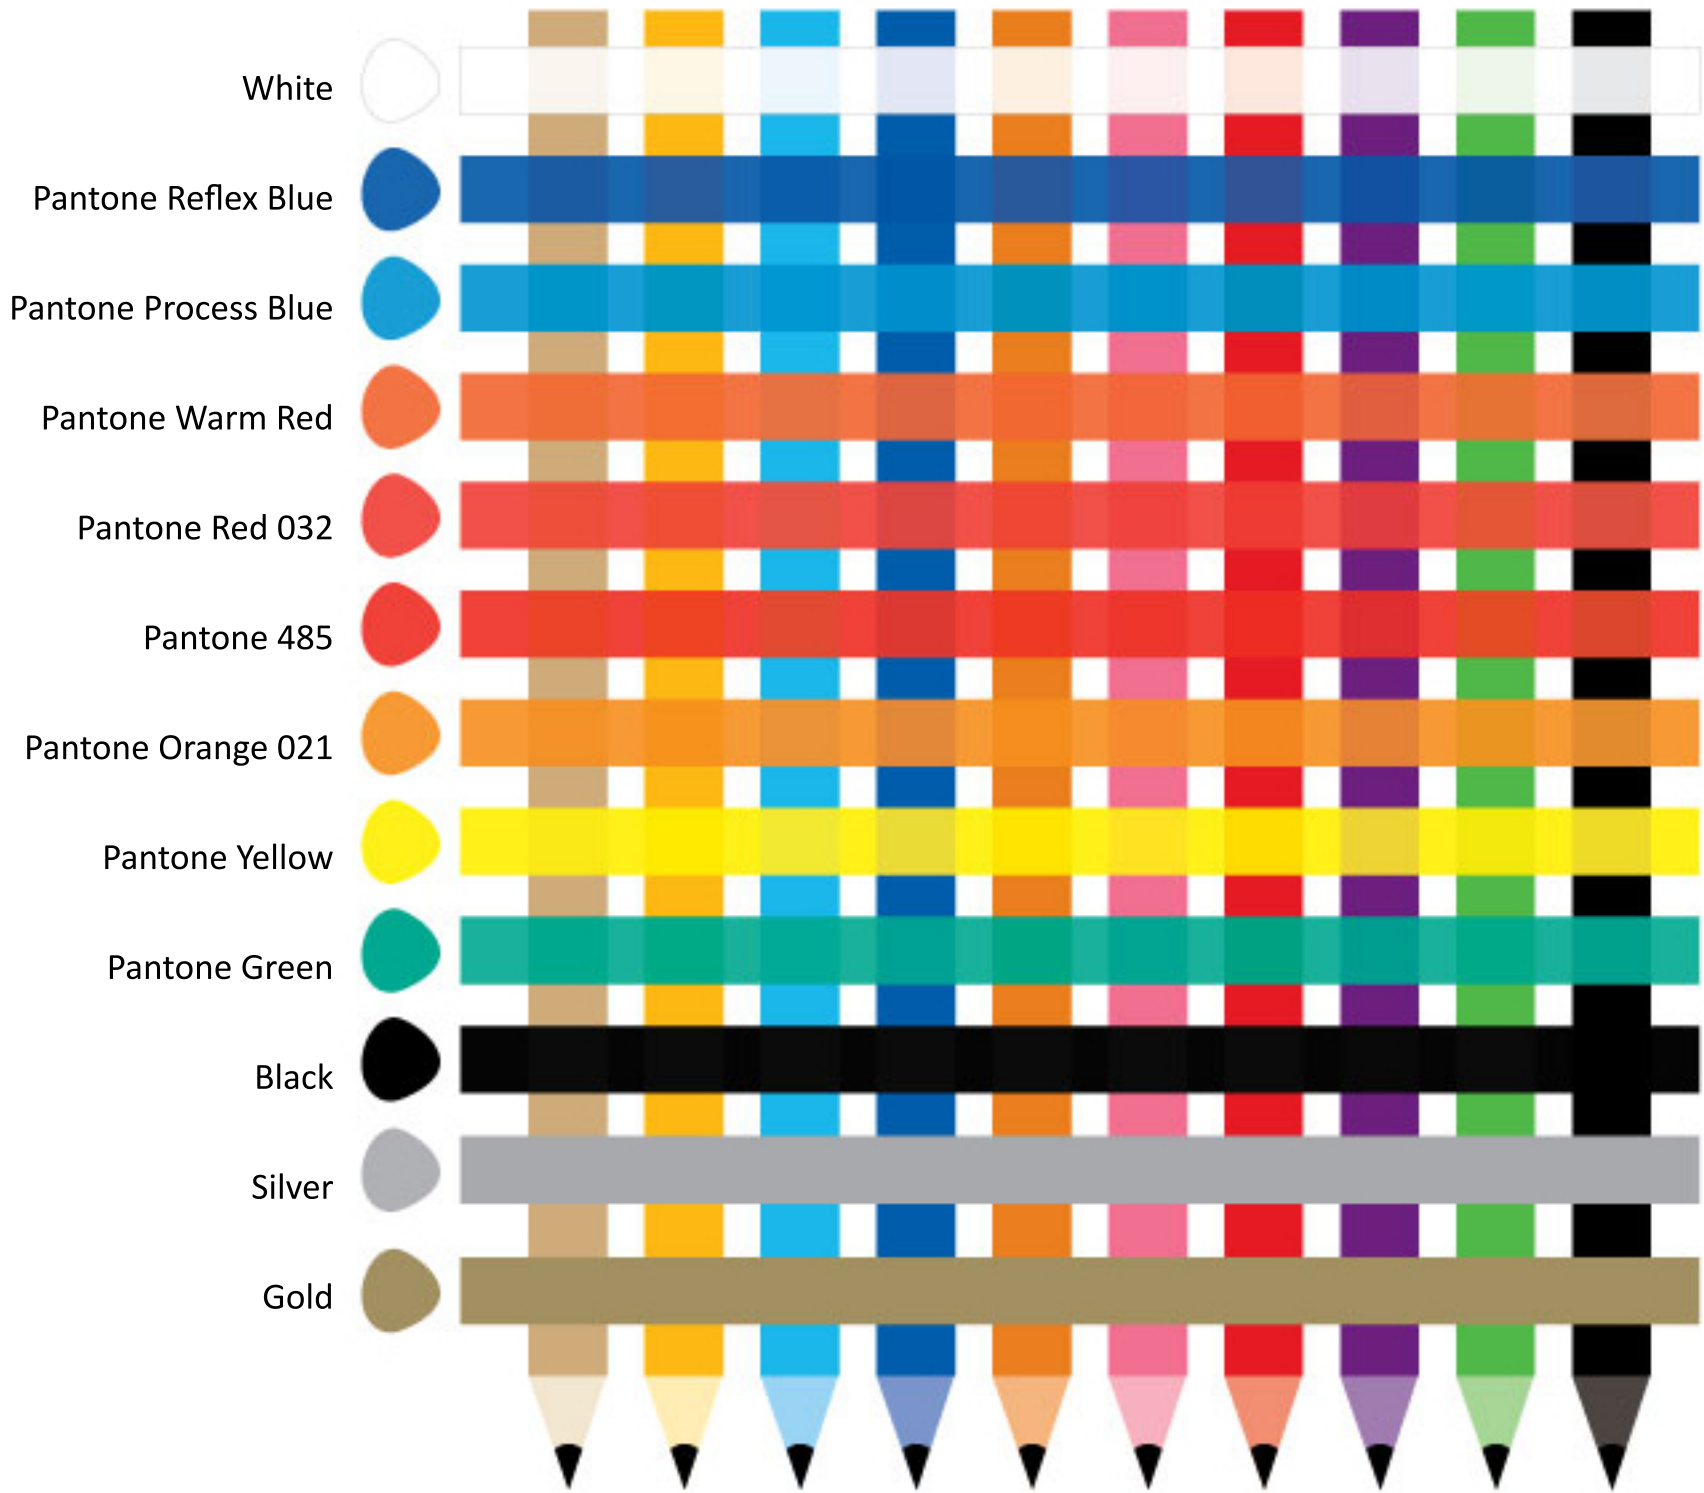 White
Pantone Reflex Blue
Pantone Process Blue
Pantone Warm Red
Pantone Red 032
Pantone 485
Pantone Orange 021
Pantone Yellow
Pantone Green
Black
Silver
Gold